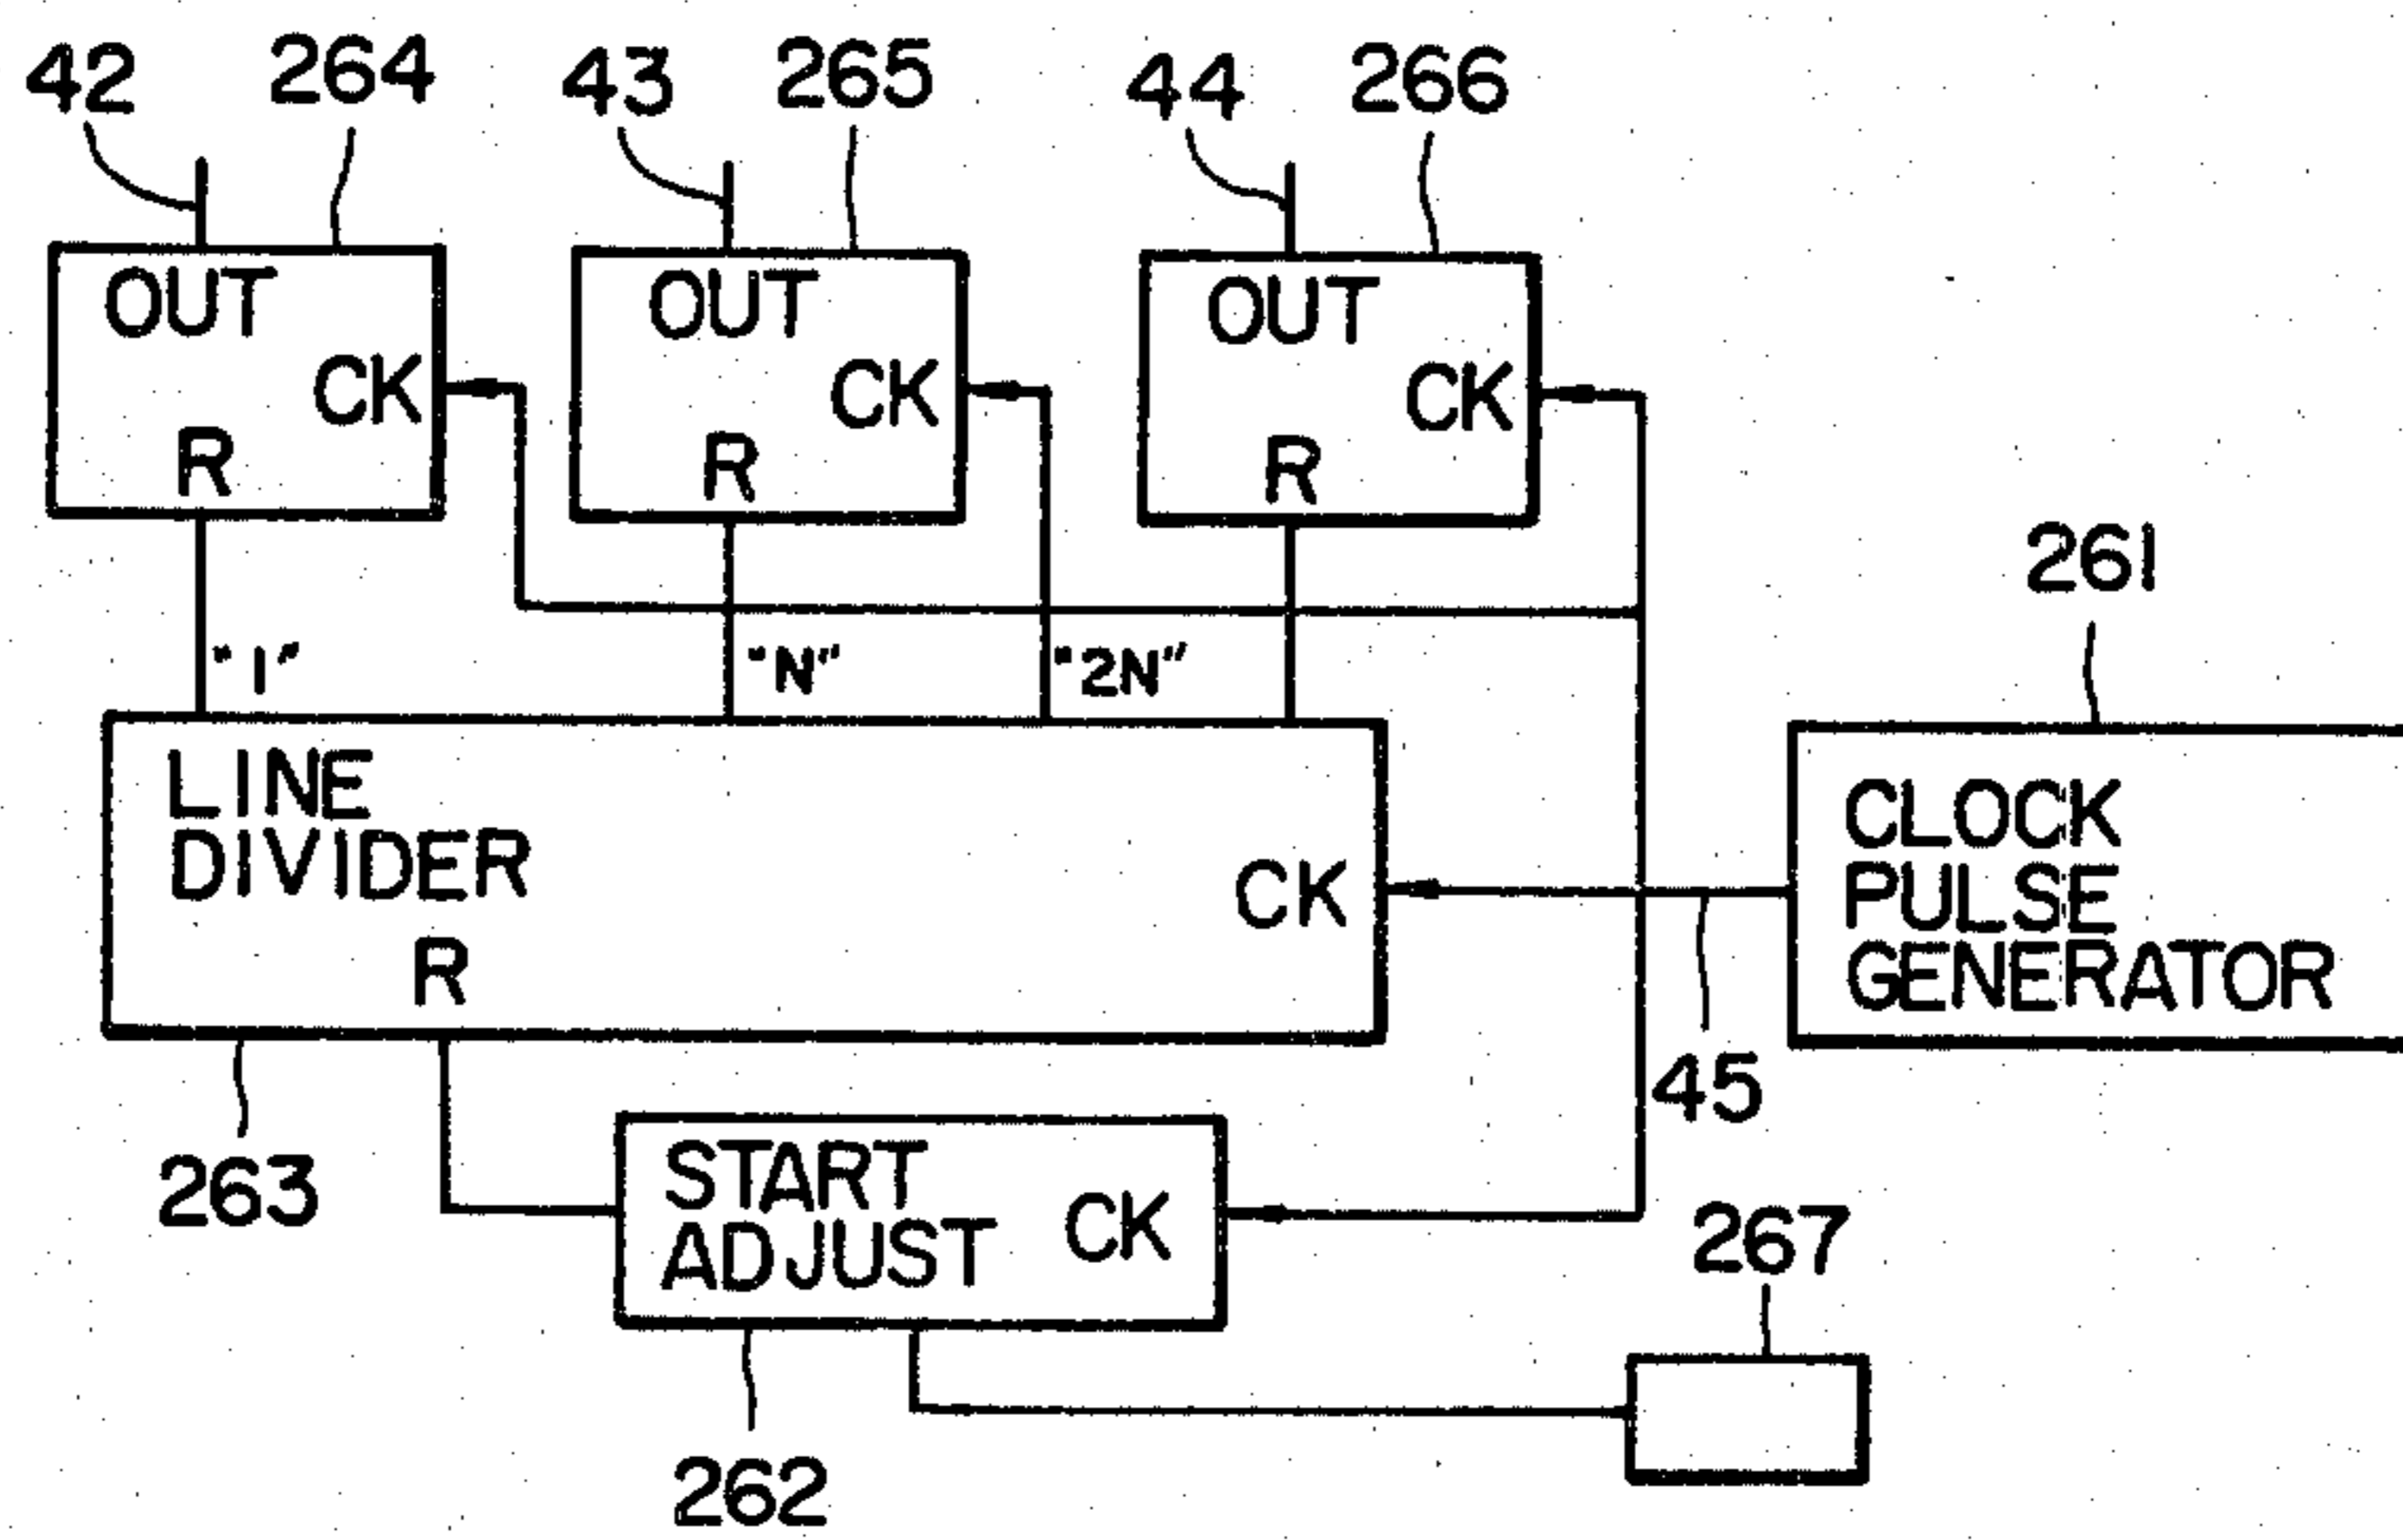 42
264
43
265
44
266
OUT
CK
R
OUT
CK
R
OUT
CK
R
261
"1"
"N"
"2N"
LINE
DIVIDER
CK
R
CLOCK
PULSE
GENERATOR
45
263
START
ADJUST
CK
267
262